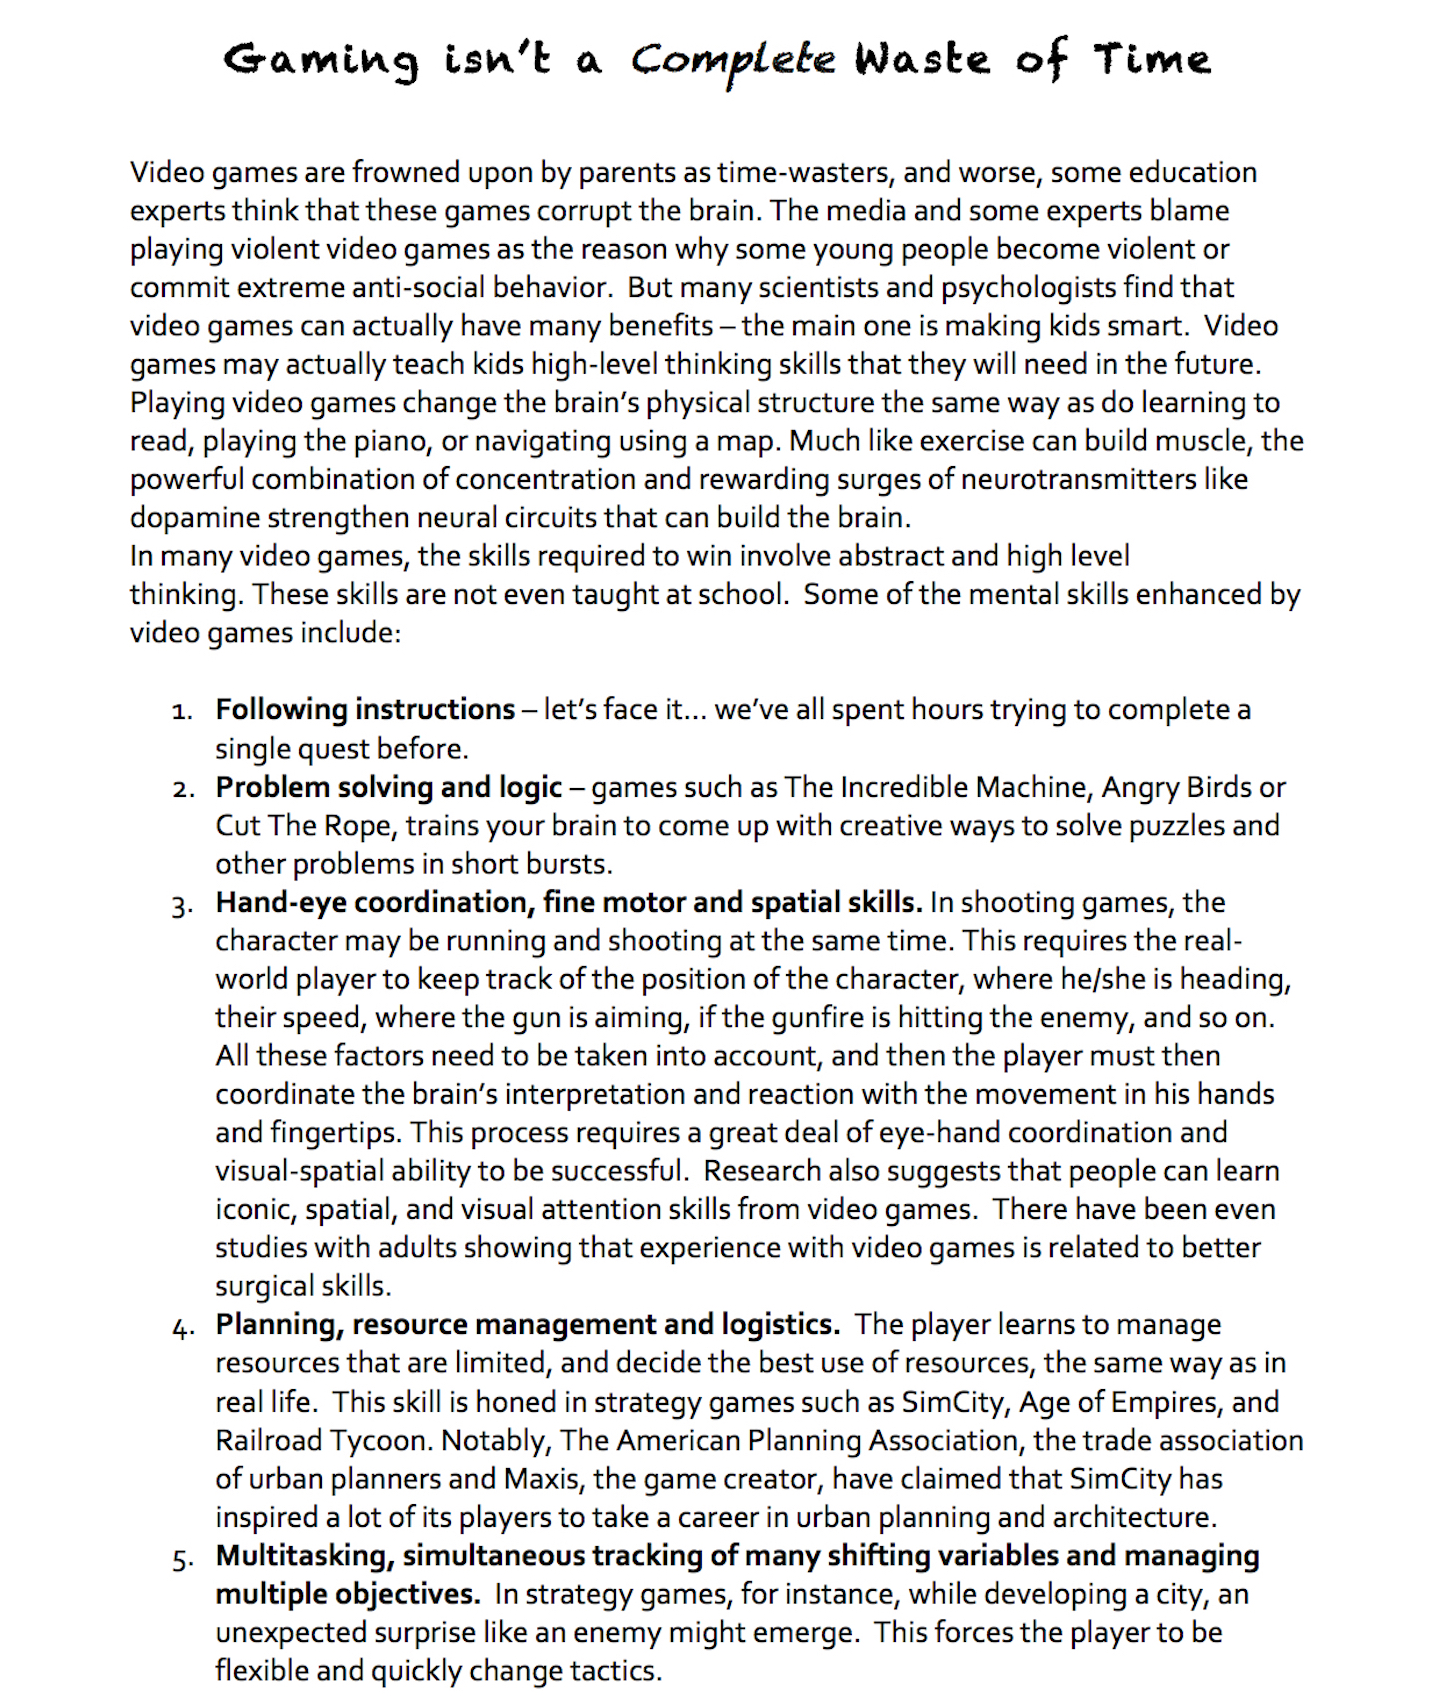 Gaming isn't a Complete Waste of Time
Video games are frowned upon by parents as time-wasters, and worse, some education
experts think that these games corrupt the brain. The media and some experts blame
playing violent video games as the reason why some young people become violent or
commit extreme anti-social behavior.  But many scientists and psychologists find that
video games can actually have many benefits – the main one is making kids smart.  Video
games may actually teach kids high-level thinking skills that they will need in the future.
Playing video games change the brain's physical structure the same way as do learning to
read, playing the piano, or navigating using a map. Much like exercise can build muscle, the
powerful combination of concentration and rewarding surges of neurotransmitters like
dopamine strengthen neural circuits that can build the brain.
In many video games, the skills required to win involve abstract and high level
thinking. These skills are not even taught at school.  Some of the mental skills enhanced by
video games include:
1. Following instructions – let's face it... we've all spent hours trying to complete a
single quest before.
2. Problem solving and logic – games such as The Incredible Machine, Angry Birds or
Cut The Rope, trains your brain to come up with creative ways to solve puzzles and
other problems in short bursts.
3. Hand-eye coordination, fine motor and spatial skills. In shooting games, the
character may be running and shooting at the same time. This requires the real-
world player to keep track of the position of the character, where he/she is heading,
their speed, where the gun is aiming, if the gunfire is hitting the enemy, and so on.
All these factors need to be taken into account, and then the player must then
coordinate the brain's interpretation and reaction with the movement in his hands
and fingertips. This process requires a great deal of eye-hand coordination and
visual-spatial ability to be successful.  Research also suggests that people can learn
iconic, spatial, and visual attention skills from video games.  There have been even
studies with adults showing that experience with video games is related to better
surgical skills.
4. Planning, resource management and logistics.  The player learns to manage
resources that are limited, and decide the best use of resources, the same way as in
real life.  This skill is honed in strategy games such as SimCity, Age of Empires, and
Railroad Tycoon. Notably, The American Planning Association, the trade association
of urban planners and Maxis, the game creator, have claimed that SimCity has
inspired a lot of its players to take a career in urban planning and architecture.
5. Multitasking, simultaneous tracking of many shifting variables and managing
multiple objectives.  In strategy games, for instance, while developing a city, an
unexpected surprise like an enemy might emerge.  This forces the player to be
flexible and quickly change tactics.